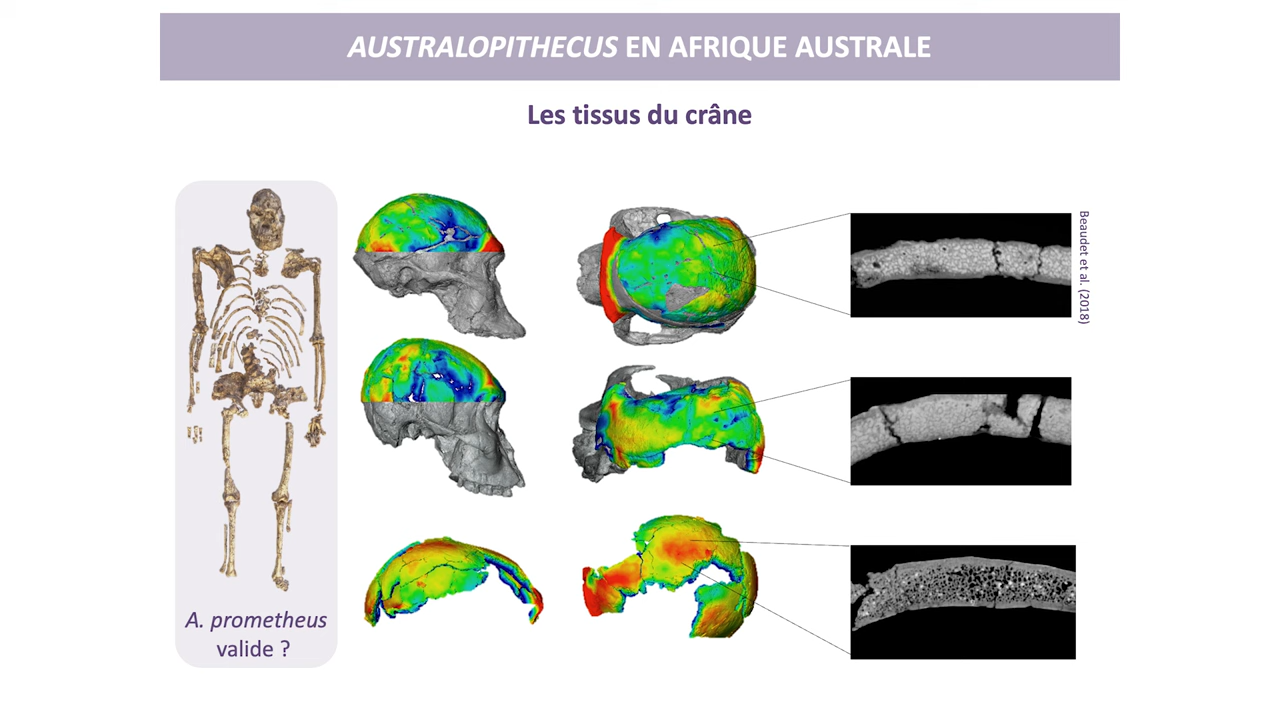 AUSTRALOPITHECUS EN AFRIQUE AUSTRALE
Les tissus du crâne
Beaudet et al. (2018)
A. prometheus
valide ?